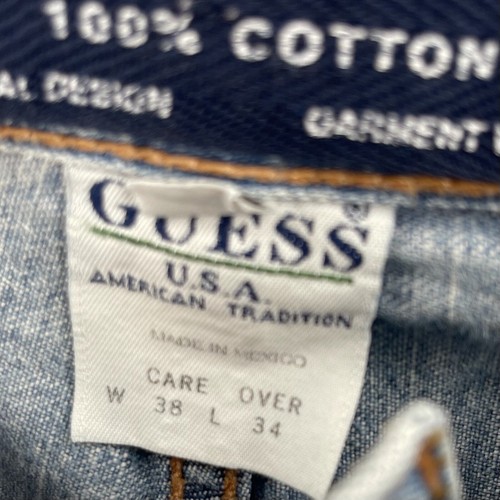 100% COTTON
AL DESIGN
GARMENT
GUESS®
U.S.A.
AMERICAN TRADITION
MADE IN MEXICO
CARE OVER
W 38 L 34